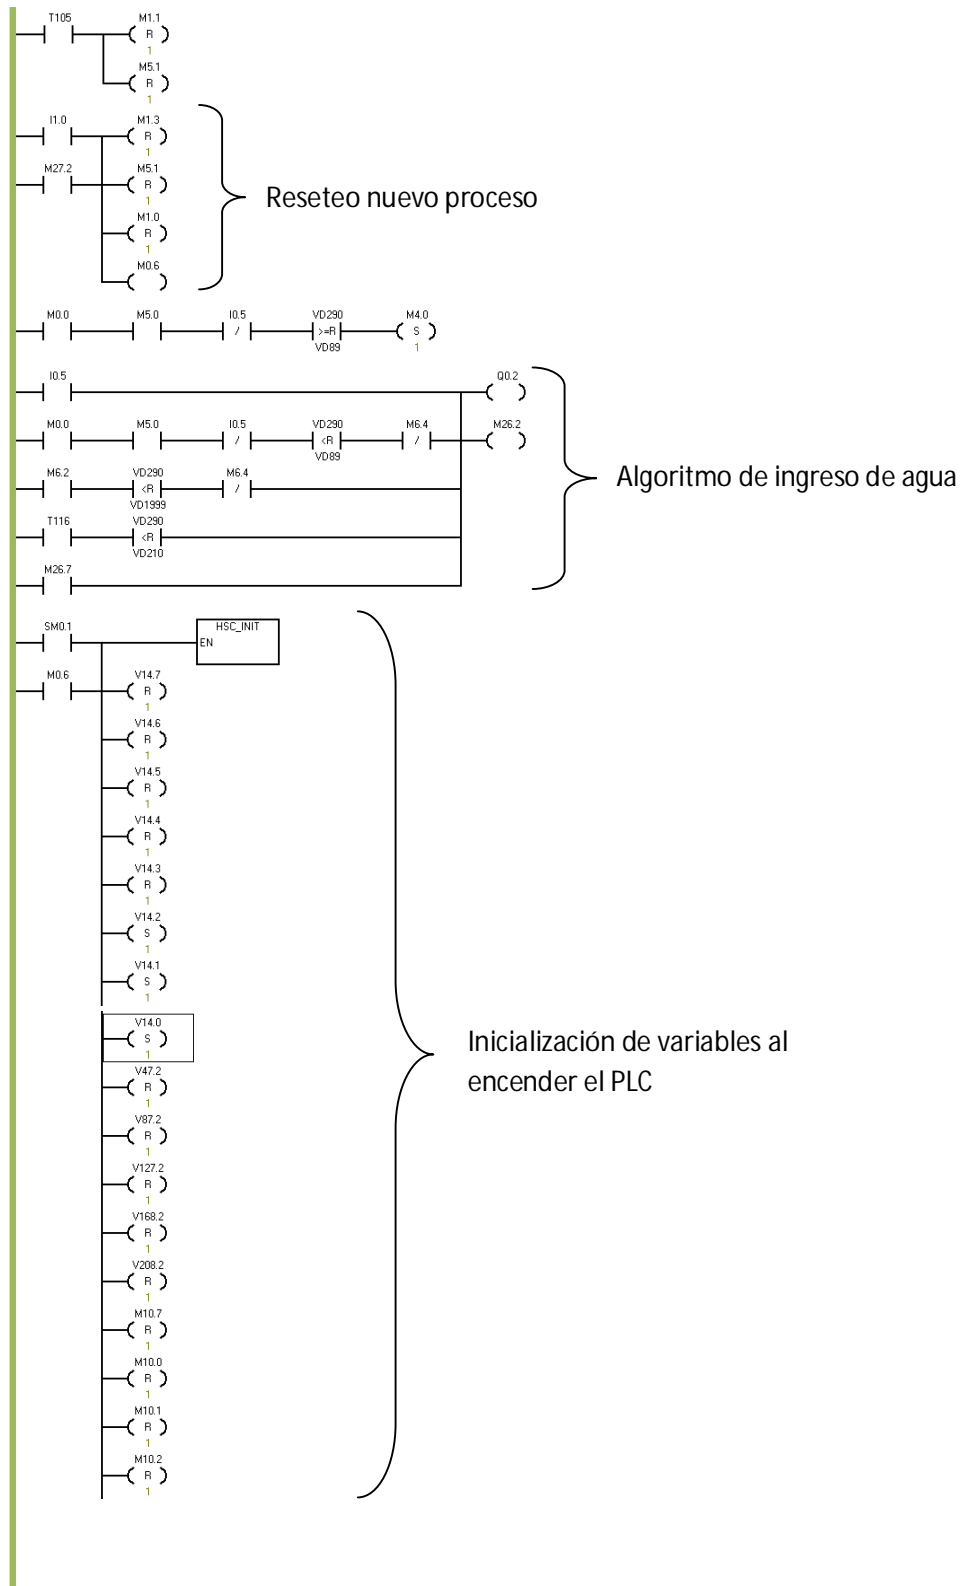 T105 M1.1
R
1
M5.1
R
1
I1.0 M1.3
R
1
M27.2 M5.1
R
1
Reseteo nuevo proceso
M1.0
R
1
M0.6
M0.0 M5.0 I0.5 VD290 M4.0
/ >=R S
VD89 1
I0.5 Q0.2
M0.0 M5.0 I0.5 VD290 M6.4 M26.2
/ <R /
VD89
Algoritmo de ingreso de agua
M6.2 VD290 M6.4
<R /
VD1999
T116 VD290
<R
VD210
M26.7
SM0.1 HSC_INIT
EN
M0.6 V14.7
R
1
V14.6
R
1
V14.5
R
1
V14.4
R
1
V14.3
R
1
V14.2
S
1
V14.1
S
1
V14.0
S
1
Inicialización de variables al
encender el PLC
V47.2
R
1
V87.2
R
1
V127.2
R
1
V168.2
R
1
V208.2
R
1
M10.7
R
1
M10.0
R
1
M10.1
R
1
M10.2
R
1